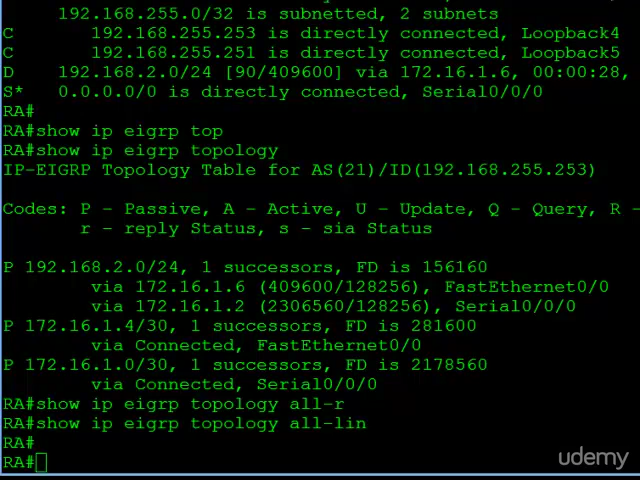 192.168.255.0/32 is subnetted, 2 subnets
C 192.168.255.253 is directly connected, Loopback4
C 192.168.255.251 is directly connected, Loopback5
D 192.168.2.0/24 [90/409600] via 172.16.1.6, 00:00:28,
S* 0.0.0.0/0 is directly connected, Serial0/0/0
RA#
RA#show ip eigrp top
RA#show ip eigrp topology
IP-EIGRP Topology Table for AS(21)/ID(192.168.255.253)
Codes: P - Passive, A - Active, U - Update, Q - Query, R -
r - reply Status, s - sia Status
P 192.168.2.0/24, 1 successors, FD is 156160
via 172.16.1.6 (409600/128256), FastEthernet0/0
via 172.16.1.2 (2306560/128256), Serial0/0/0
P 172.16.1.4/30, 1 successors, FD is 281600
via Connected, FastEthernet0/0
P 172.16.1.0/30, 1 successors, FD is 2178560
via Connected, Serial0/0/0
RA#show ip eigrp topology all-r
RA#show ip eigrp topology all-lin
RA#
RA#
udemy